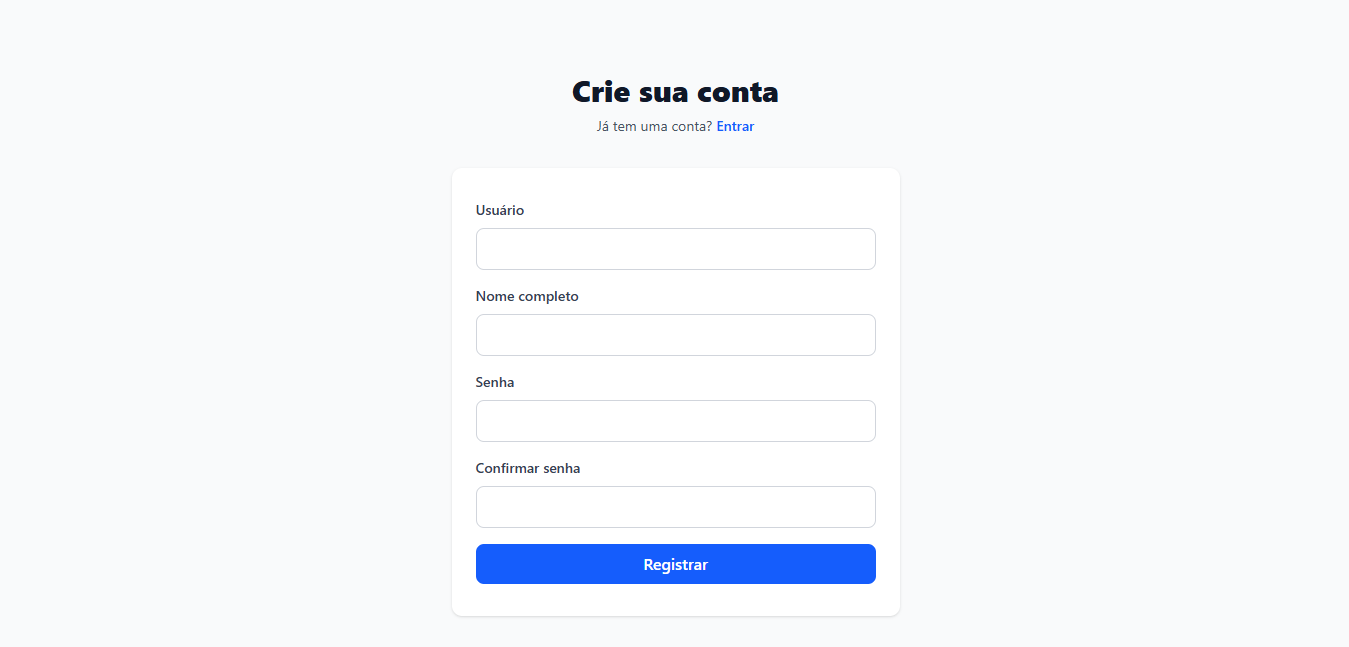 Crie sua conta
Já tem uma conta? Entrar
Usuário
Nome completo
Senha
Confirmar senha
Registrar